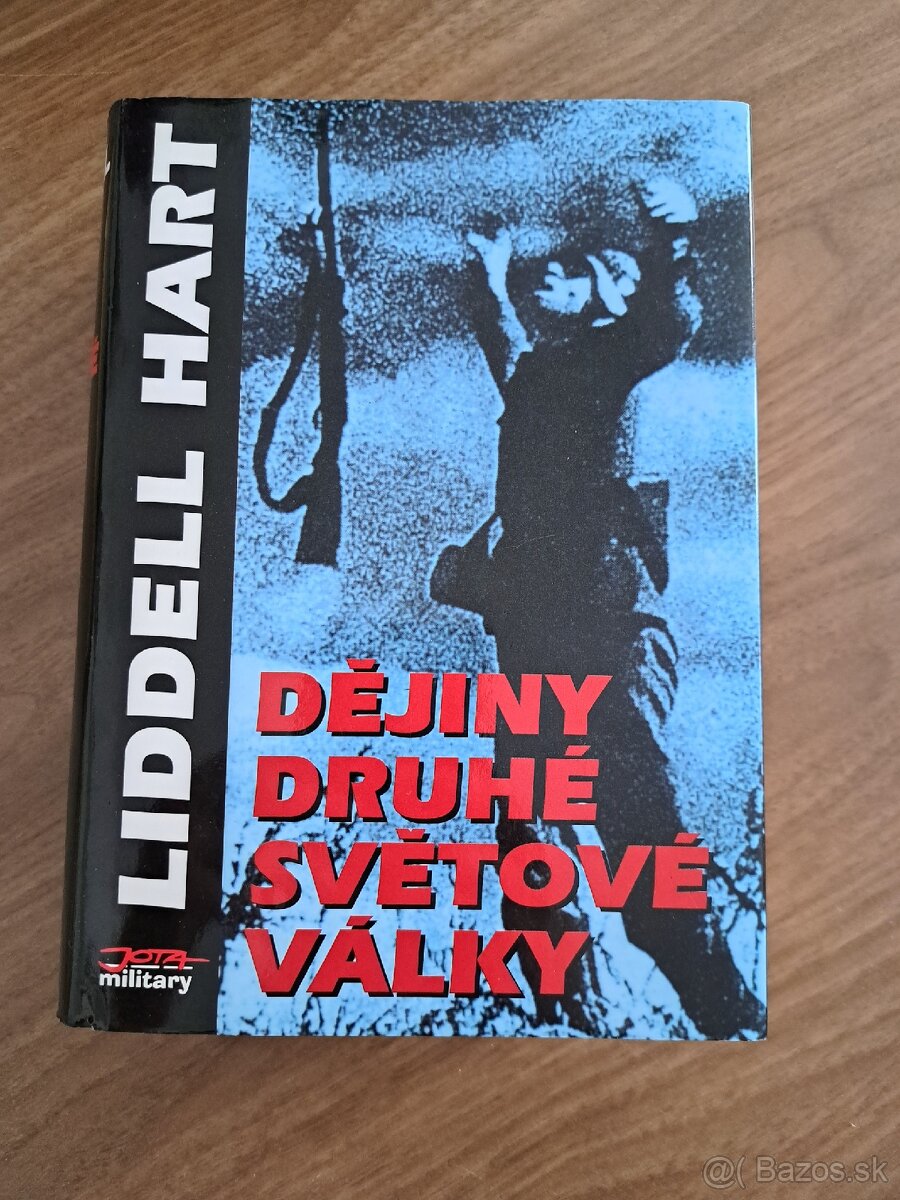 LIDDELL HART
DĚJINY
DRUHÉ
SVĚTOVÉ
VÁLKY
JOTA
military
@( Bazos.sk